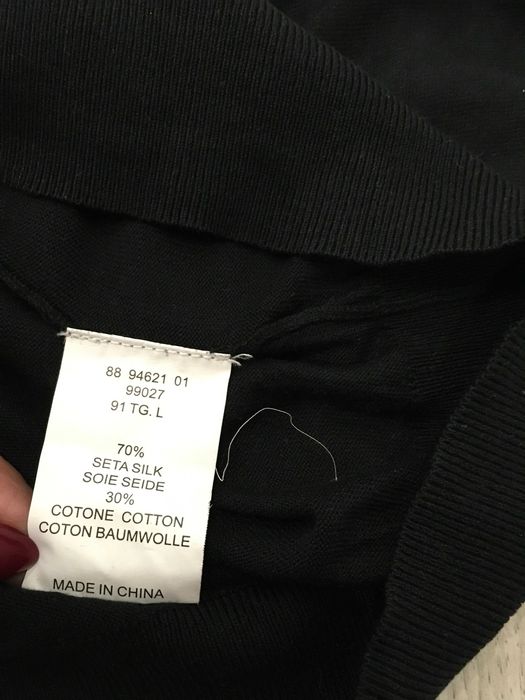 88 94621 01
99027
91 TG. L
70%
SETA SILK
SOIE SEIDE
30%
COTONE COTTON
COTON BAUMWOLLE
MADE IN CHINA